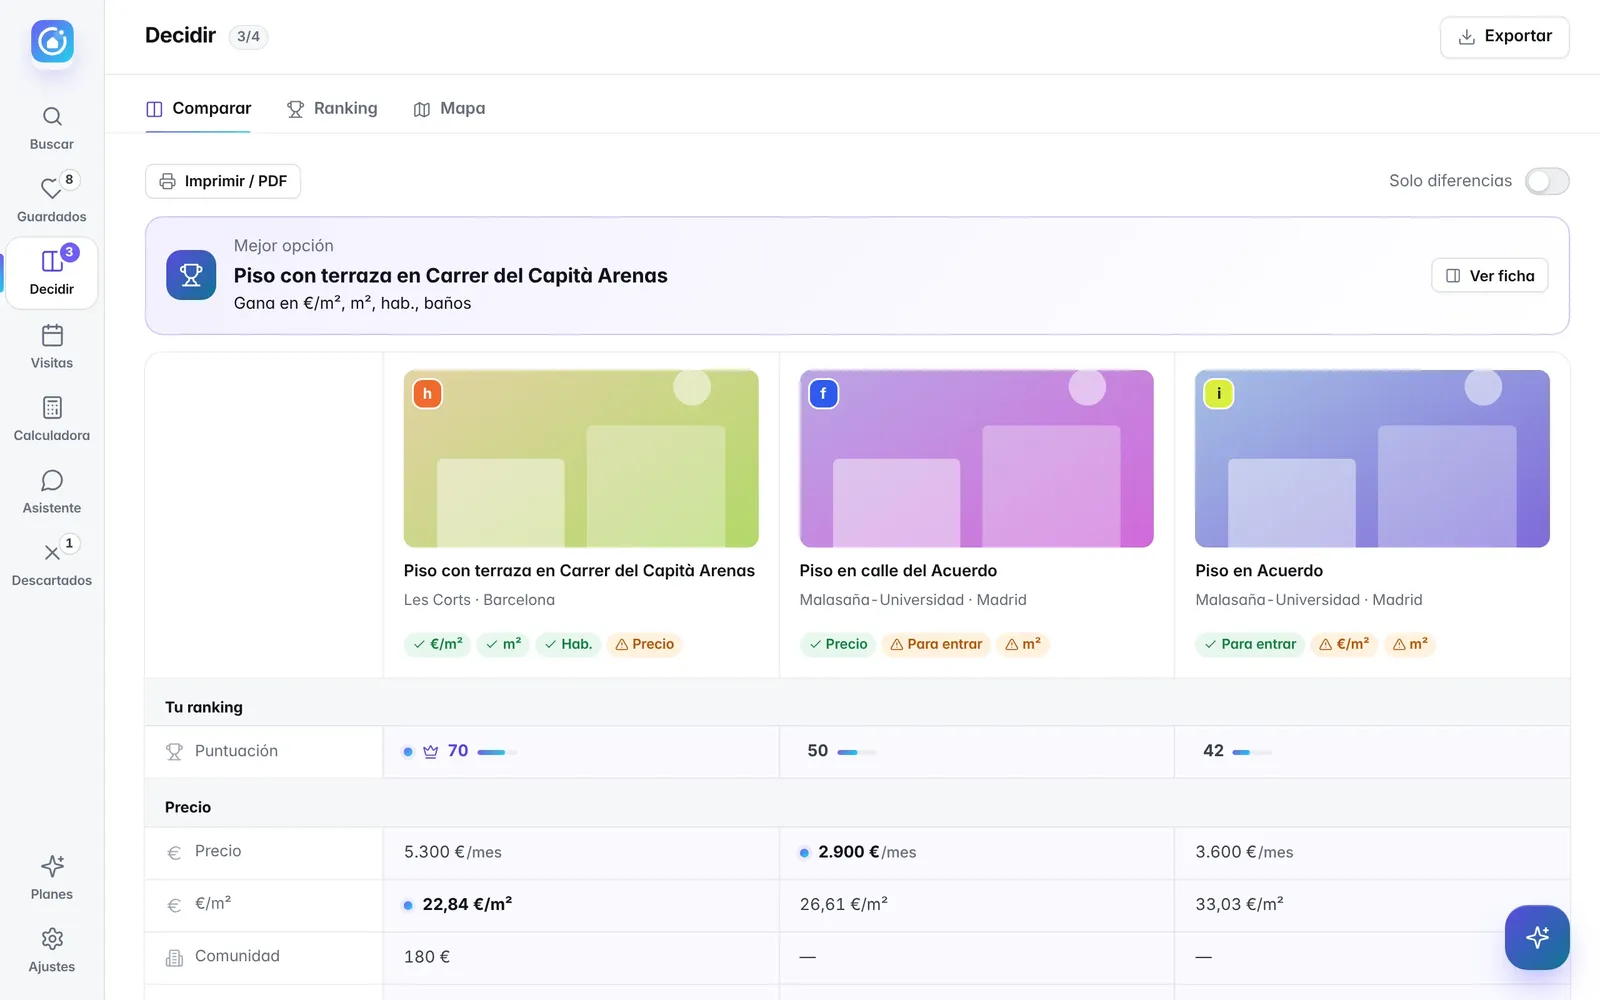 Decidir 3/4
Exportar
Buscar
8
Guardados
3
Decidir
Visitas
Calculadora
Asistente
1
Descartados
Planes
Ajustes
Comparar Ranking Mapa
Imprimir / PDF
Solo diferencias
Mejor opción
Piso con terraza en Carrer del Capità Arenas
Gana en €/m², m², hab., baños
Ver ficha
h
Piso con terraza en Carrer del Capità Arenas
Les Corts · Barcelona
€/m² m² Hab. Precio
f
Piso en calle del Acuerdo
Malasaña-Universidad · Madrid
Precio Para entrar m²
i
Piso en Acuerdo
Malasaña-Universidad · Madrid
Para entrar €/m² m²
Tu ranking
Puntuación 70 50 42
Precio
Precio 5.300 €/mes 2.900 €/mes 3.600 €/mes
€/m² 22,84 €/m² 26,61 €/m² 33,03 €/m²
Comunidad 180 € — —